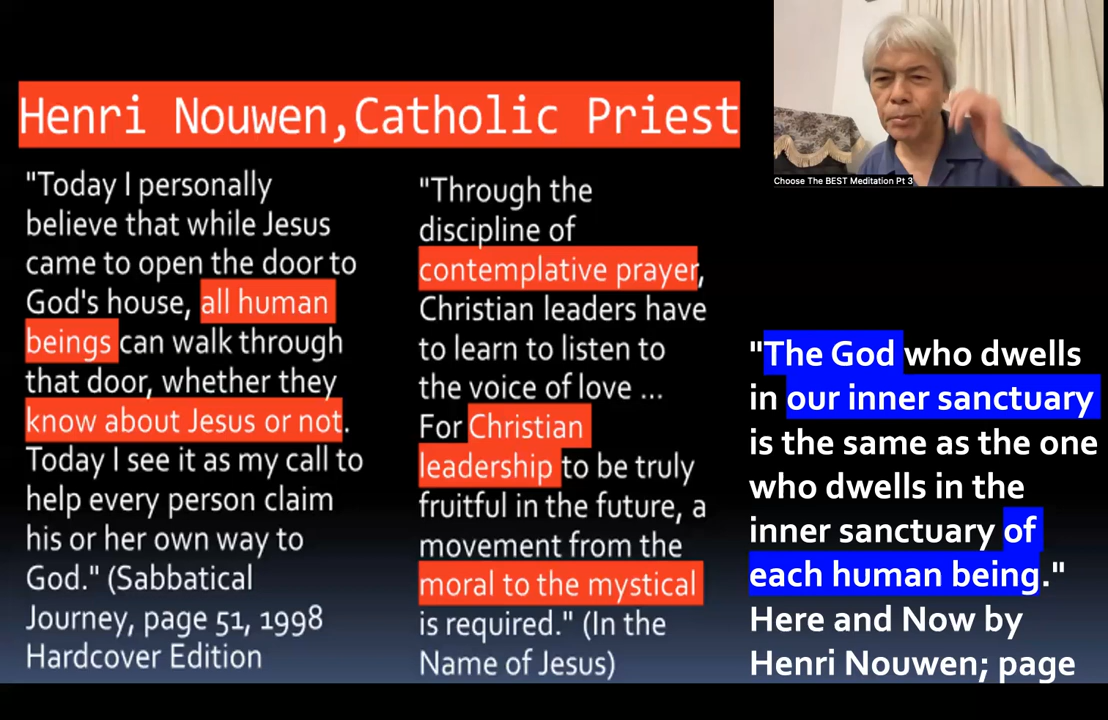 Henri Nouwen,Catholic Priest
"Today I personally
believe that while Jesus
came to open the door to
God's house, all human
beings can walk through
that door, whether they
know about Jesus or not.
Today I see it as my call to
help every person claim
his or her own way to
God." (Sabbatical
Journey, page 51, 1998
Hardcover Edition
"Through the
discipline of
contemplative prayer,
Christian leaders have
to learn to listen to
the voice of love ...
For Christian
leadership to be truly
fruitful in the future, a
movement from the
moral to the mystical
is required." (In the
Name of Jesus)
Choose The BEST Meditation Pt 3
"The God who dwells
in our inner sanctuary
is the same as the one
who dwells in the
inner sanctuary of
each human being."
Here and Now by
Henri Nouwen; page